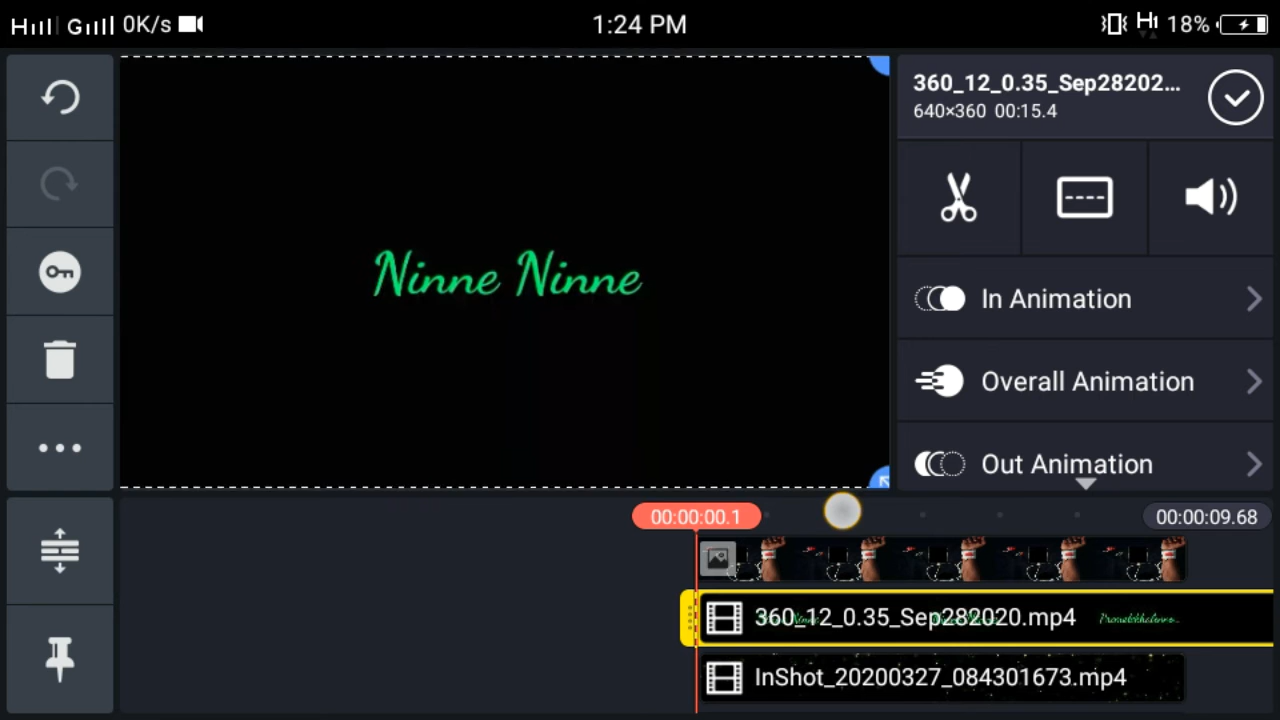 0K/s
1:24 PM
18%
Ninne Ninne
360_12_0.35_Sep28202...
640×360 00:15.4
In Animation
Overall Animation
Out Animation
00:00:00.1
00:00:09.68
360_12_0.35_Sep282020.mp4
InShot_20200327_084301673.mp4